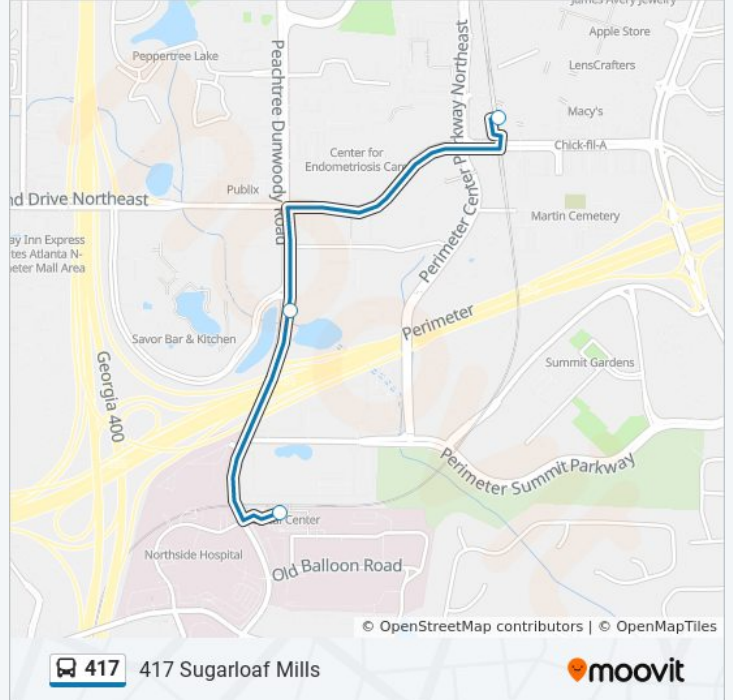 James Avery Jewelry
Apple Store
Peppertree Lake
LensCrafters
Macy's
Chick-fil-A
Peachtree Dunwoody Road
Perimeter Center Parkway Northeast
Center for
Endometriosis Car
Publix
nd Drive Northeast
Martin Cemetery
ay Inn Express
tes Atlanta N-
eter Mall Area
Perimeter
Savor Bar & Kitchen
Georgia 400
Summit Gardens
Perimeter Summit Parkway
Center
Northside Hospital
Old Balloon Road
© OpenStreetMap contributors | © OpenMapTiles
417 417 Sugarloaf Mills
moovit